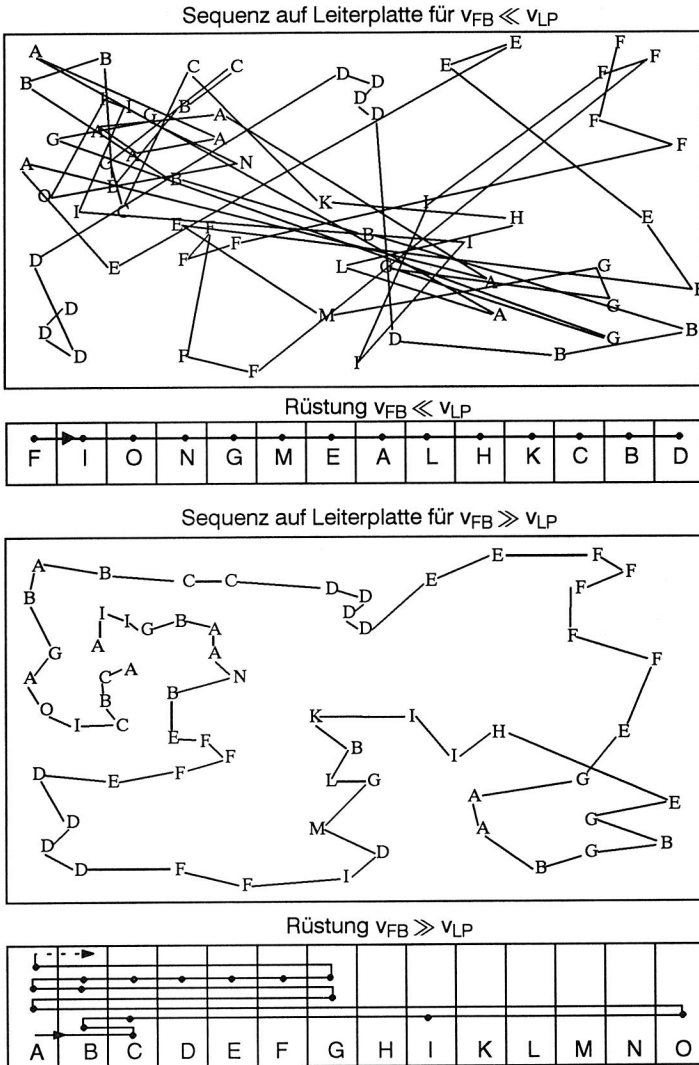 Sequenz auf Leiterplatte für v_FB ≪ v_LP
E F
A B F
C C D E F
B D
I I B D
G A D F
A G A F
A G N A
B B
O K I
I C H E
E F B
F I
D F E L G G
A E
D G M A
D D G B
D F B I
F
Rüstung v_FB ≪ v_LP
F I O N G M E A L H K C B D
Sequenz auf Leiterplatte für v_FB ≫ v_LP
A B C C D D E E F F
B D F
I I G B A D F
A G A F
A C A N
O B B
I C K I
E F F B I H E
D E F L G G
A E
D M A G
D D B G B
D F F I
Rüstung v_FB ≫ v_LP
A B C D E F G H I K L M N O